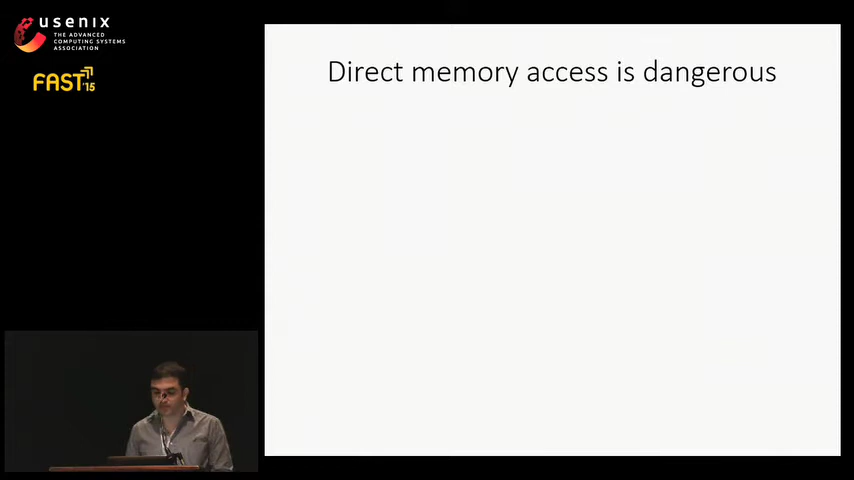 usenix
THE ADVANCED
COMPUTING SYSTEMS
ASSOCIATION
FAST'15
Direct memory access is dangerous